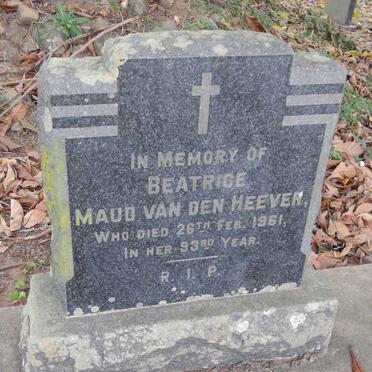 IN MEMORY OF
BEATRICE
MAUD VAN DEN HEEVER,
WHO DIED 26TH FEB. 1961,
IN HER 93RD YEAR.
R.I.P.